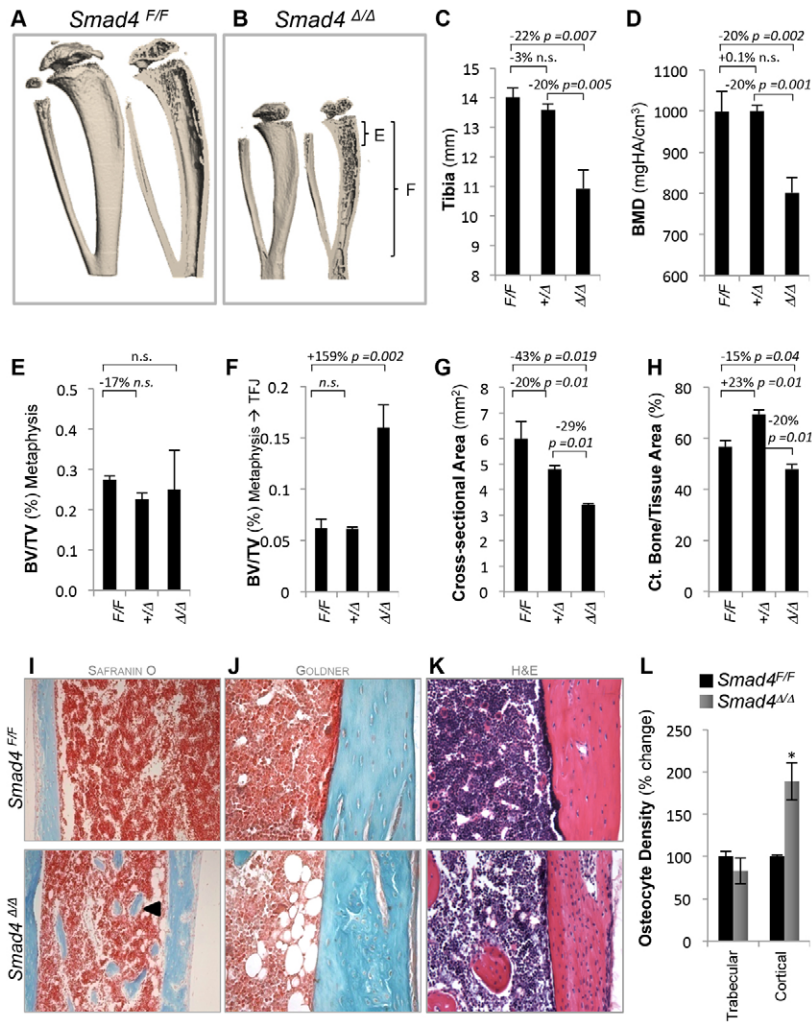 A Smad4 F/F
B Smad4 Δ/Δ
E
F
C
-22% p =0.007
-3% n.s.
-20% p=0.005
Tibia (mm)
15
14
13
12
11
10
9
8
F/F +/Δ Δ/Δ
D
-20% p =0.002
+0.1% n.s.
-20% p =0.001
BMD (mgHA/cm3)
1100
1000
900
800
700
600
F/F +/Δ Δ/Δ
E
n.s.
-17% n.s.
BV/TV (%) Metaphysis
0.5
0.4
0.3
0.2
0.1
0.0
F/F +/Δ Δ/Δ
F
+159% p =0.002
n.s.
BV/TV (%) Metaphysis → TFJ
0.2
0.15
0.1
0.05
0
F/F +/Δ Δ/Δ
G
-43% p =0.019
-20% p =0.01
-29%
p =0.01
Cross-sectional Area (mm2)
8
7
6
5
4
3
2
1
0
F/F +/Δ Δ/Δ
H
-15% p =0.04
+23% p =0.01
-20%
p =0.01
Ct. Bone/Tissue Area (%)
80
60
40
20
0
F/F +/Δ Δ/Δ
I SAFRANIN O
J GOLDNER
K H&E
Smad4 F/F
Smad4 Δ/Δ
L
Smad4F/F
Smad4Δ/Δ
Osteocyte Density (% change)
250
200
150
100
50
0
*
Trabecular
Cortical